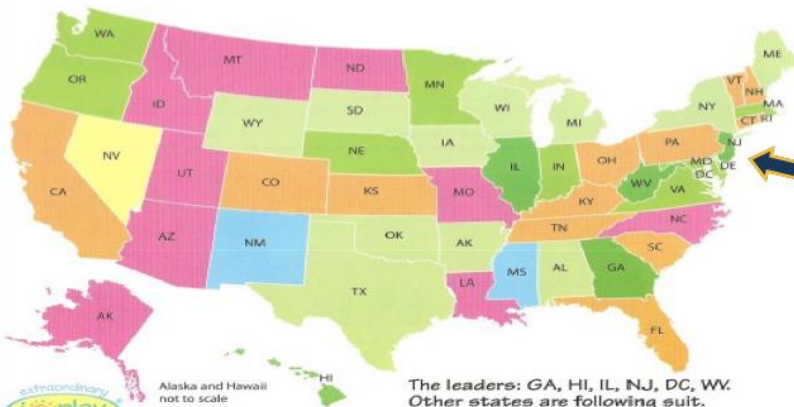 WA
MT
ND
MN
ME
VT
NH
OR
ID
SD
WI
MI
NY
MA
CT RI
WY
IA
NE
PA
NJ
NV
UT
CO
KS
MO
IL
IN
OH
MD
DE
DC
WV
VA
CA
KY
AZ
NM
OK
AK
TN
NC
SC
TX
LA
MS
AL
GA
FL
AK
HI
Alaska and Hawaii
not to scale
extraordinary
play
The leaders: GA, HI, IL, NJ, DC, WV.
Other states are following suit.